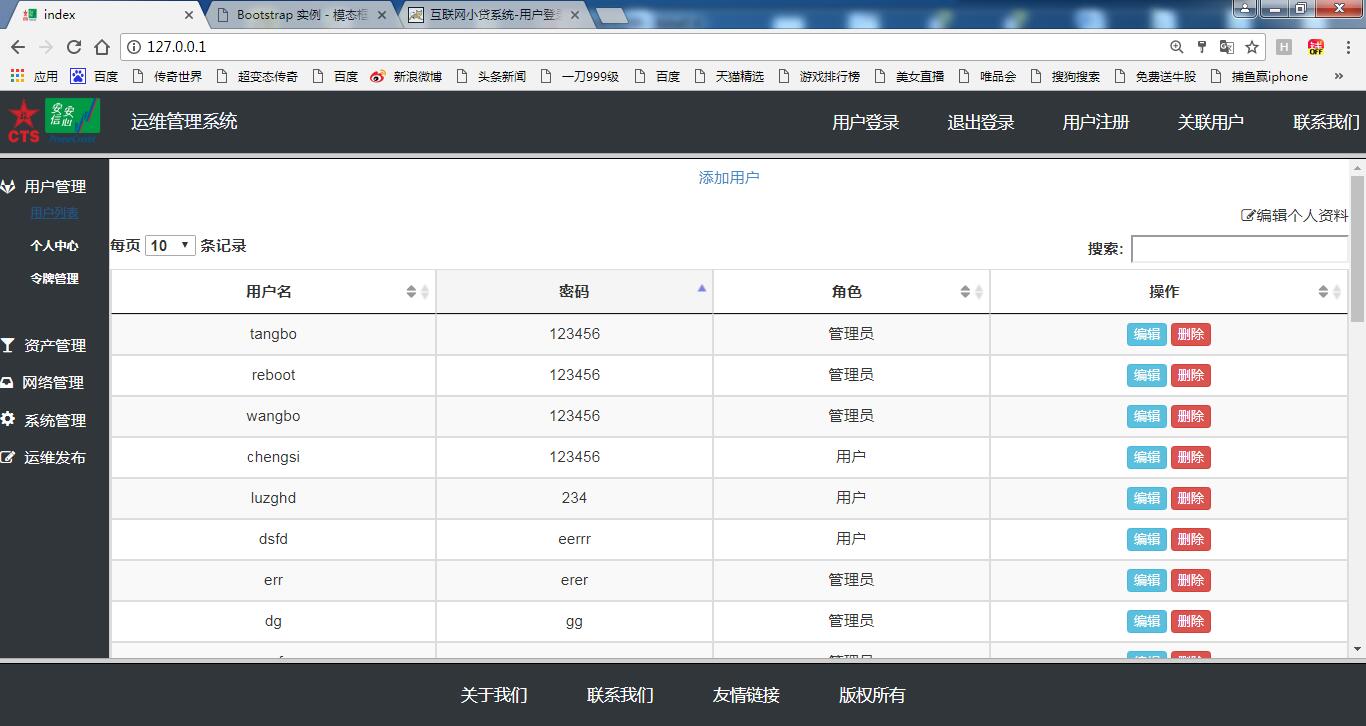 index
Bootstrap 实例 - 模态框
互联网小贷系统-用户登录
127.0.0.1
应用 百度 传奇世界 超变态传奇 百度 新浪微博 头条新闻 一刀999级 百度 天猫精选 游戏排行榜 美女直播 唯品会 搜狗搜索 免费送牛股 捕鱼赢iphone »
CTS 安安信心
运维管理系统 用户登录 退出登录 用户注册 关联用户 联系我们
用户管理
用户列表
个人中心
令牌管理
资产管理
网络管理
系统管理
运维发布
添加用户
编辑个人资料
每页 10 条记录 搜索:
用户名 密码 角色 操作
tangbo 123456 管理员 编辑 删除
reboot 123456 管理员 编辑 删除
wangbo 123456 管理员 编辑 删除
chengsi 123456 用户 编辑 删除
luzghd 234 用户 编辑 删除
dsfd eerrr 用户 编辑 删除
err erer 管理员 编辑 删除
dg gg 管理员 编辑 删除
管理员 编辑 删除
关于我们 联系我们 友情链接 版权所有